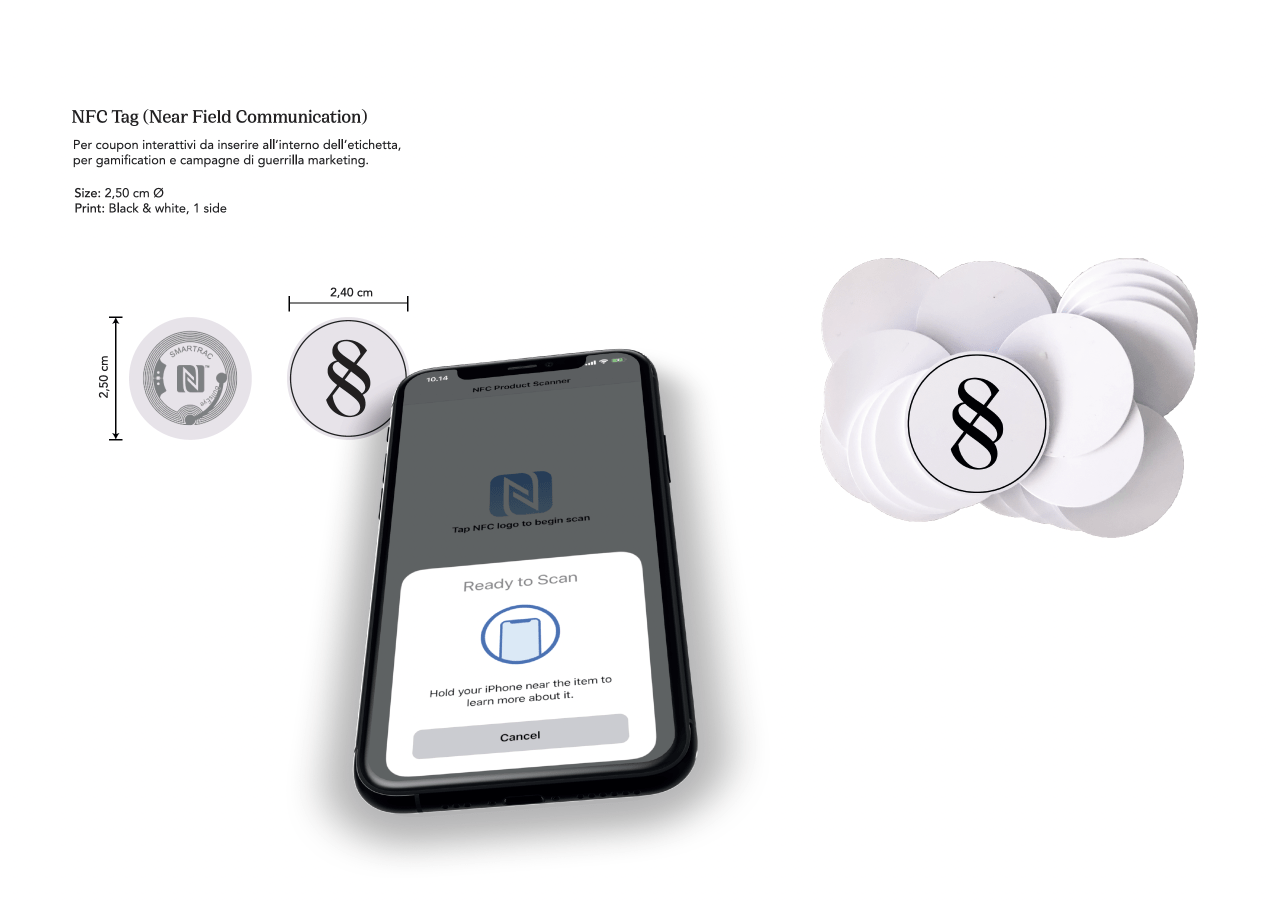 NFC Tag (Near Field Communication)
Per coupon interattivi da inserire all'interno dell'etichetta,
per gamification e campagne di guerrilla marketing.
Size: 2,50 cm Ø
Print: Black & white, 1 side
2,40 cm
2,50 cm
SMARTRAC
N
§
10.14
NFC Product Scanner
Tap NFC logo to begin scan
Ready to Scan
Hold your iPhone near the item to
learn more about it.
Cancel
§